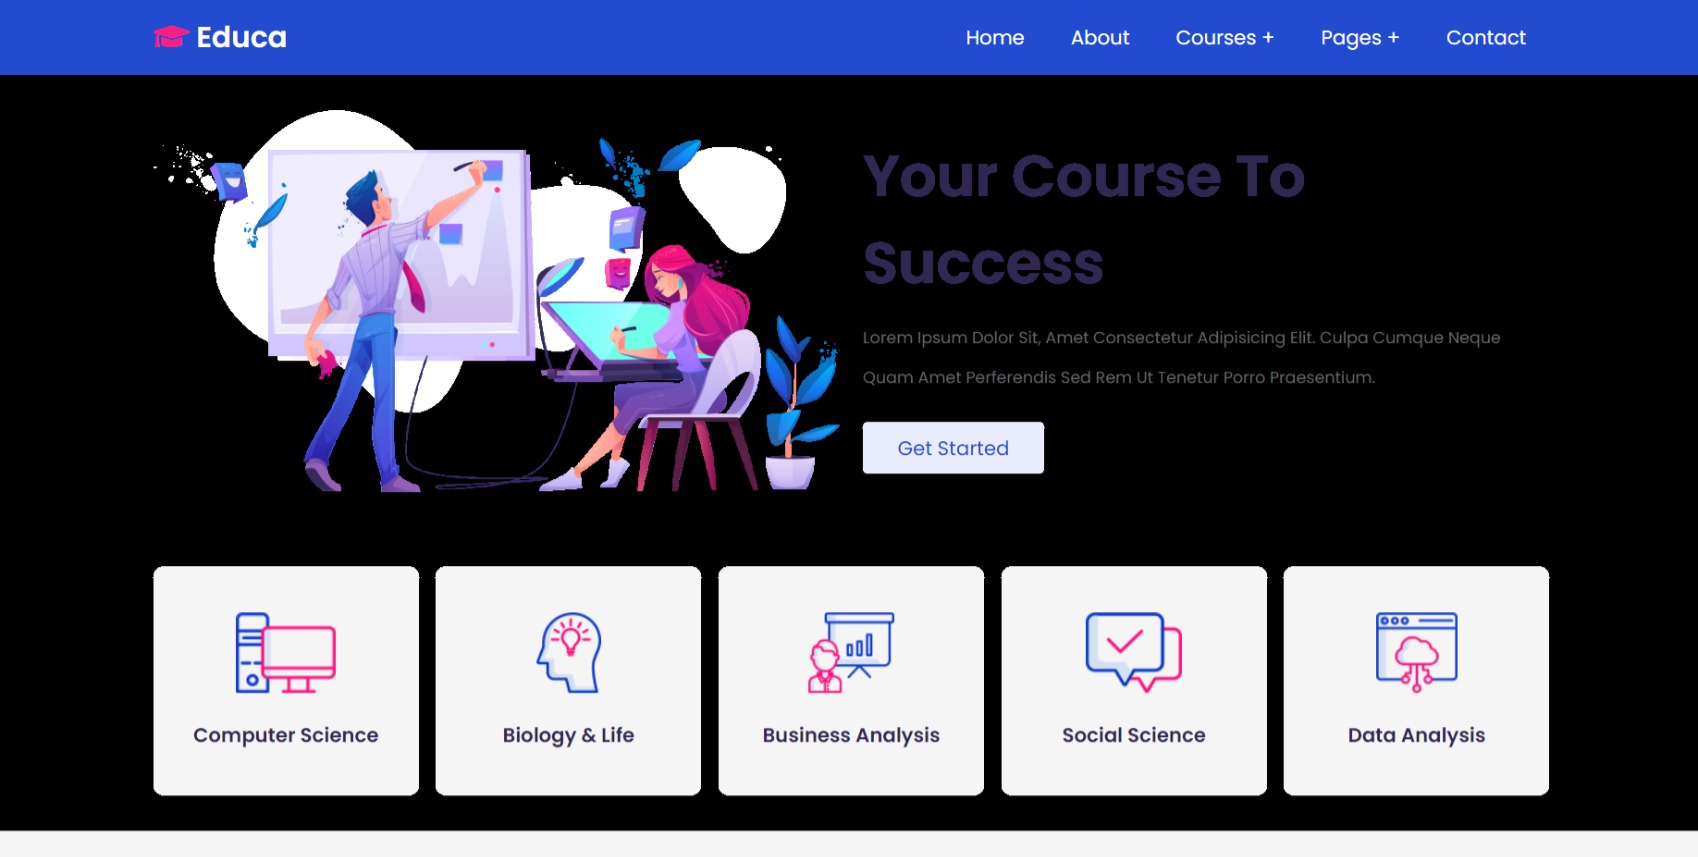 Educa
Home
About
Courses +
Pages +
Contact
Your Course To
Success
Lorem Ipsum Dolor Sit, Amet Consectetur Adipisicing Elit. Culpa Cumque Neque
Quam Amet Perferendis Sed Rem Ut Tenetur Porro Praesentium.
Get Started
Computer Science
Biology & Life
Business Analysis
Social Science
Data Analysis